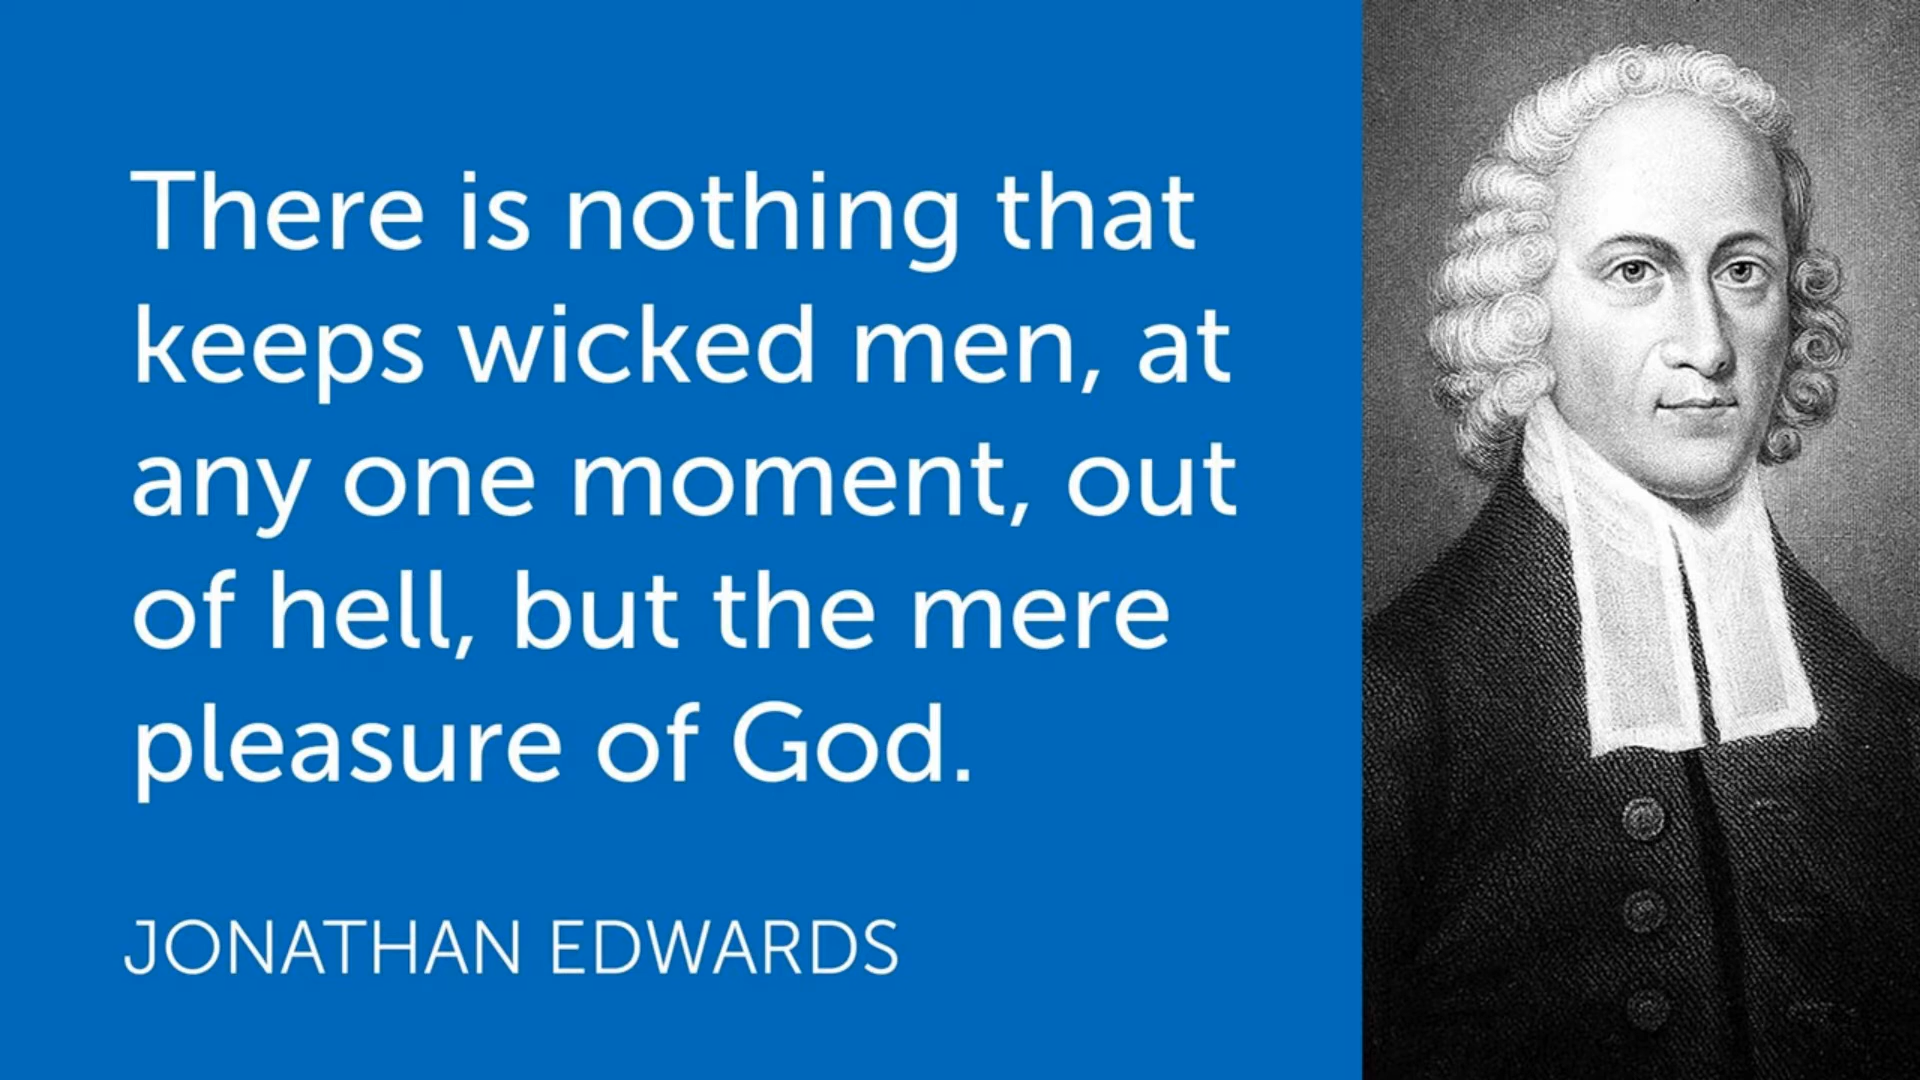 There is nothing that
keeps wicked men, at
any one moment, out
of hell, but the mere
pleasure of God.
JONATHAN EDWARDS